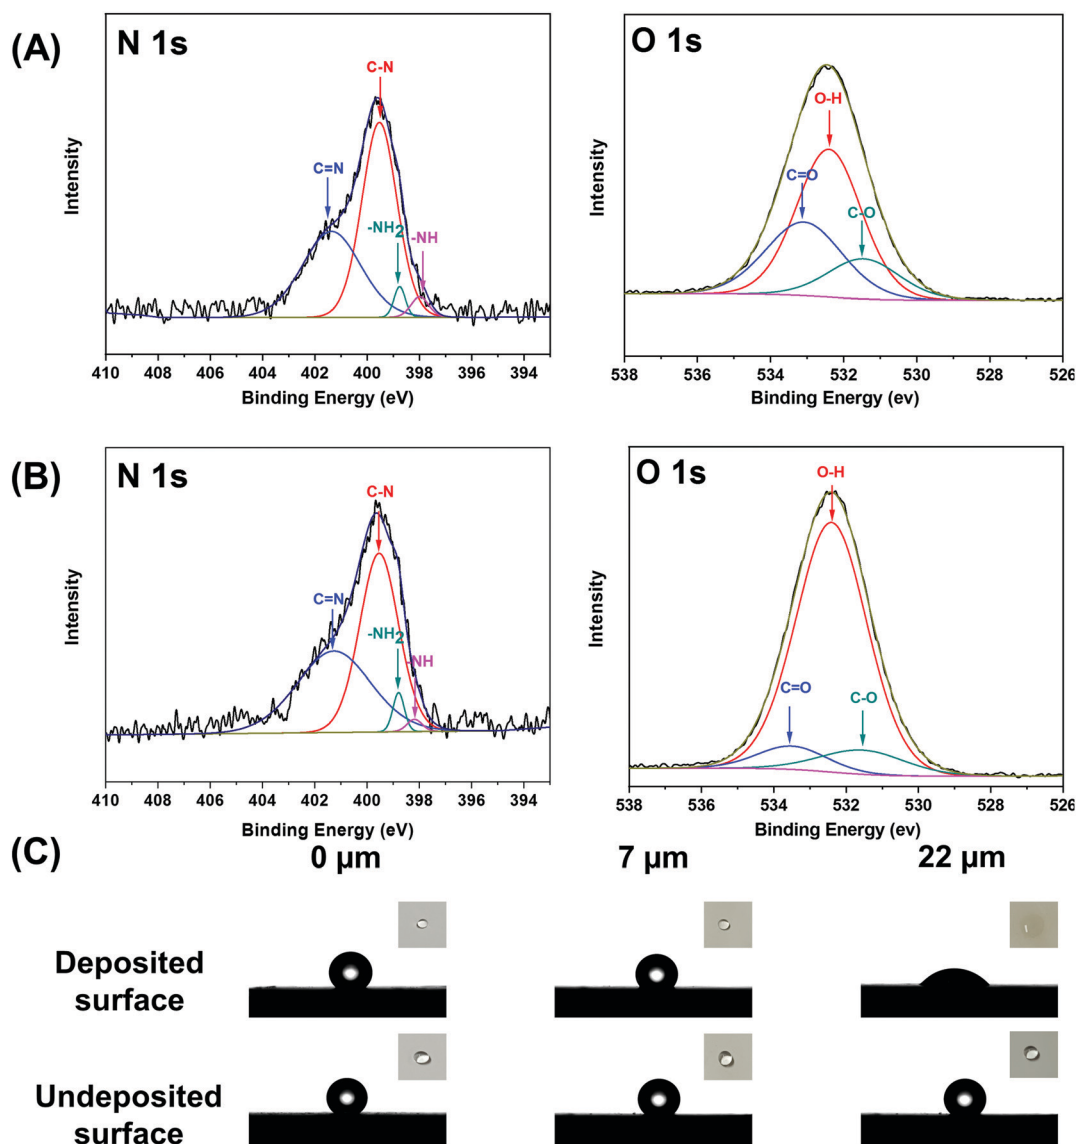 (A)
N 1s
C-N
C=N
-NH2
-NH
Intensity
410 408 406 404 402 400 398 396 394
Binding Energy (eV)
O 1s
O-H
C=O
C-O
Intensity
538 536 534 532 530 528 526
Binding Energy (ev)
(B)
N 1s
C-N
C=N
-NH2
-NH
Intensity
410 408 406 404 402 400 398 396 394
Binding Energy (eV)
O 1s
O-H
C=O
C-O
Intensity
538 536 534 532 530 528 526
Binding Energy (ev)
(C)
0 μm 7 μm 22 μm
Deposited
surface
Undeposited
surface